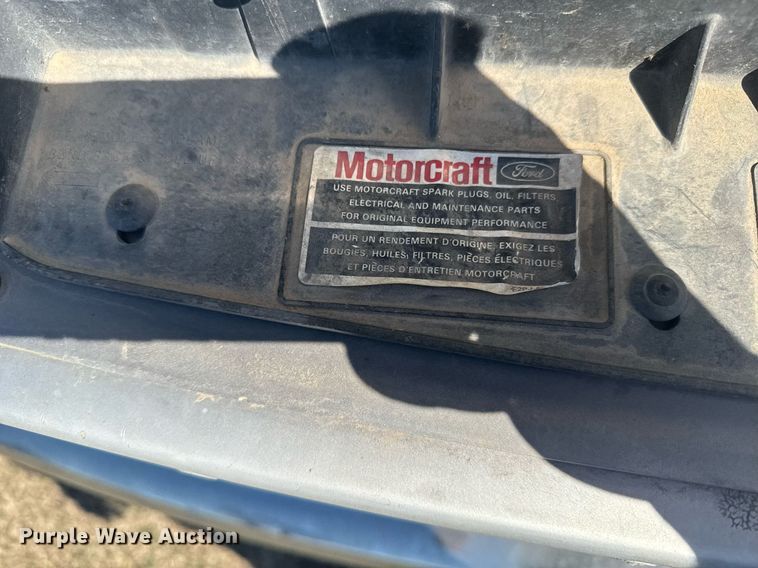 Motorcraft Ford
USE MOTORCRAFT SPARK PLUGS, OIL, FILTERS,
ELECTRICAL AND MAINTENANCE PARTS
FOR ORIGINAL EQUIPMENT PERFORMANCE
POUR UN RENDEMENT D'ORIGINE, EXIGEZ LES
BOUGIES, HUILES, FILTRES, PIÈCES ÉLECTRIQUES
ET PIÈCES D'ENTRETIEN MOTORCRAFT
Purple Wave Auction